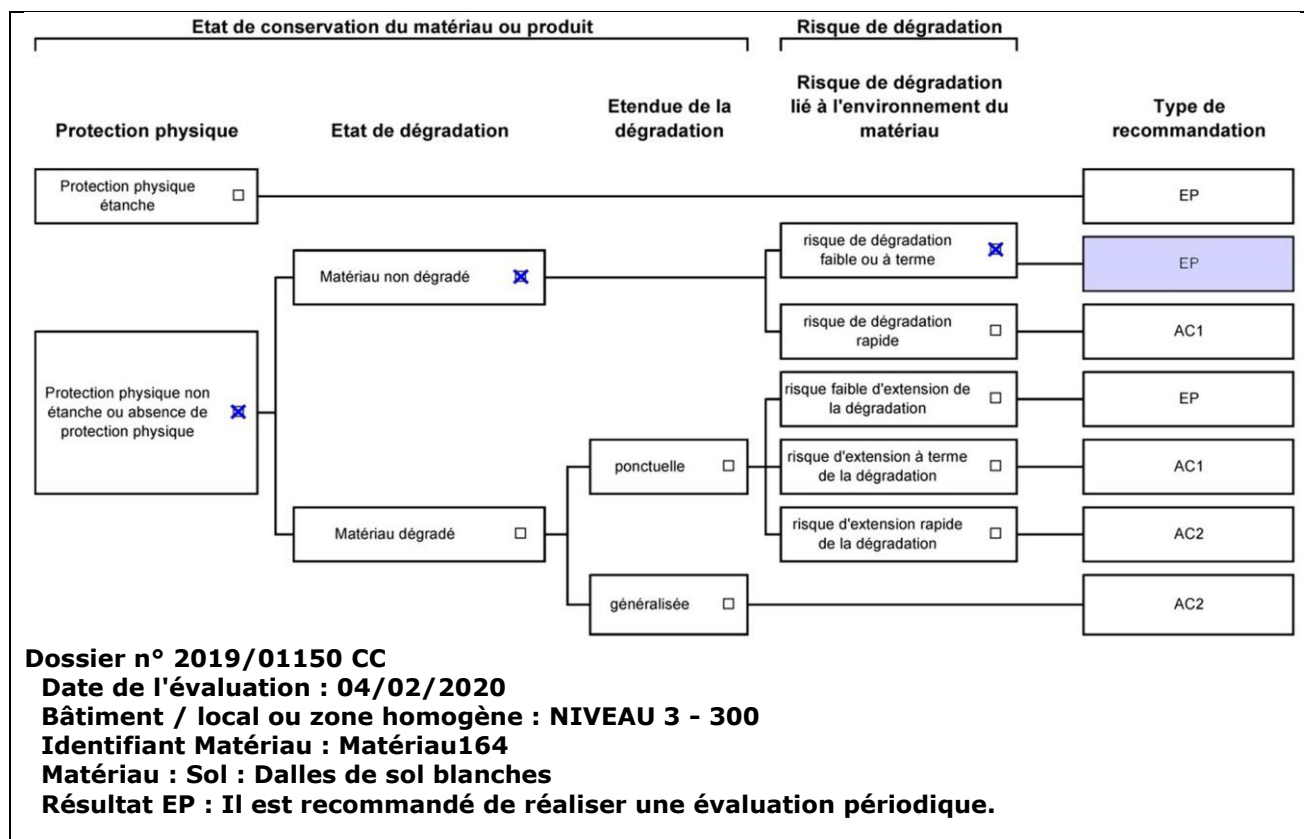 Etat de conservation du matériau ou produit
Risque de dégradation
Protection physique
Etat de dégradation
Etendue de la
dégradation
Risque de dégradation
lié à l'environnement du
matériau
Type de
recommandation
Protection physique
étanche
EP
risque de dégradation
faible ou à terme
EP
Matériau non dégradé
risque de dégradation
rapide
AC1
Protection physique non
étanche ou absence de
protection physique
risque faible d'extension de
la dégradation
EP
ponctuelle
risque d'extension à terme
de la dégradation
AC1
Matériau dégradé
risque d'extension rapide
de la dégradation
AC2
généralisée
AC2
Dossier n° 2019/01150 CC
Date de l'évaluation : 04/02/2020
Bâtiment / local ou zone homogène : NIVEAU 3 - 300
Identifiant Matériau : Matériau164
Matériau : Sol : Dalles de sol blanches
Résultat EP : Il est recommandé de réaliser une évaluation périodique.